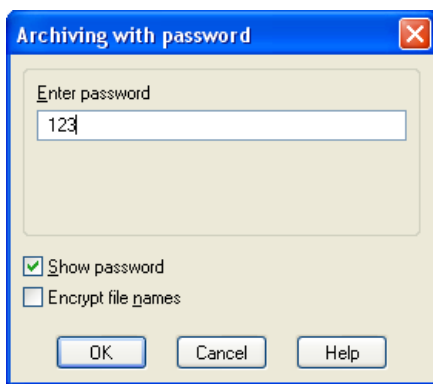 Archiving with password
Enter password
123
Show password
Encrypt file names
OK Cancel Help